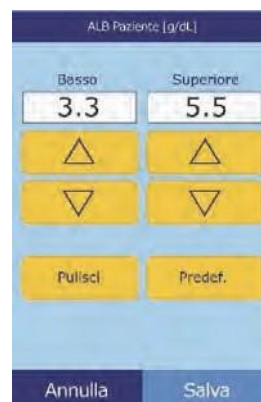 ALB Paziente [g/dL]
Basso Superiore
3.3 5.5
Pulisci Predef.
Annulla Salva